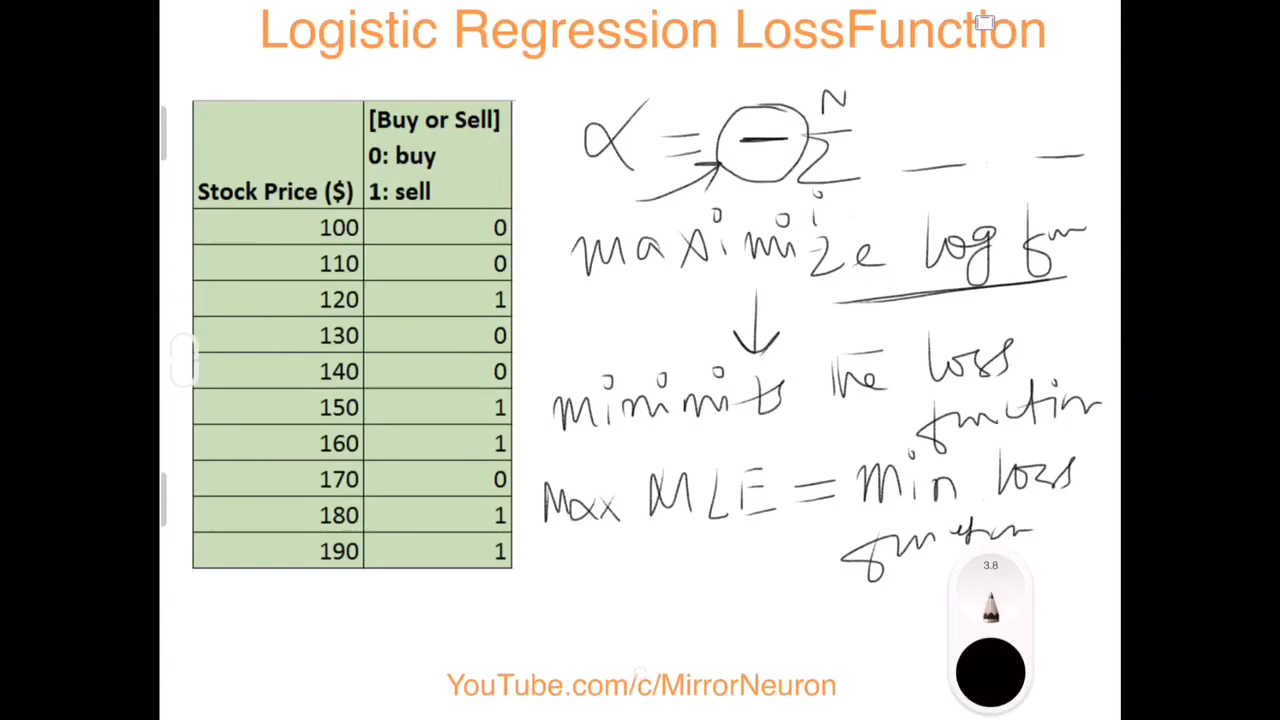 Logistic Regression LossFunction
[Buy or Sell]
0: buy
Stock Price ($) 1: sell
100 0
110 0
120 1
130 0
140 0
150 1
160 1
170 0
180 1
190 1
N
α = − Σ
i
maximize log fun
minimits the loss
function
Max MLE = Min loss
function
3.8
YouTube.com/c/MirrorNeuron